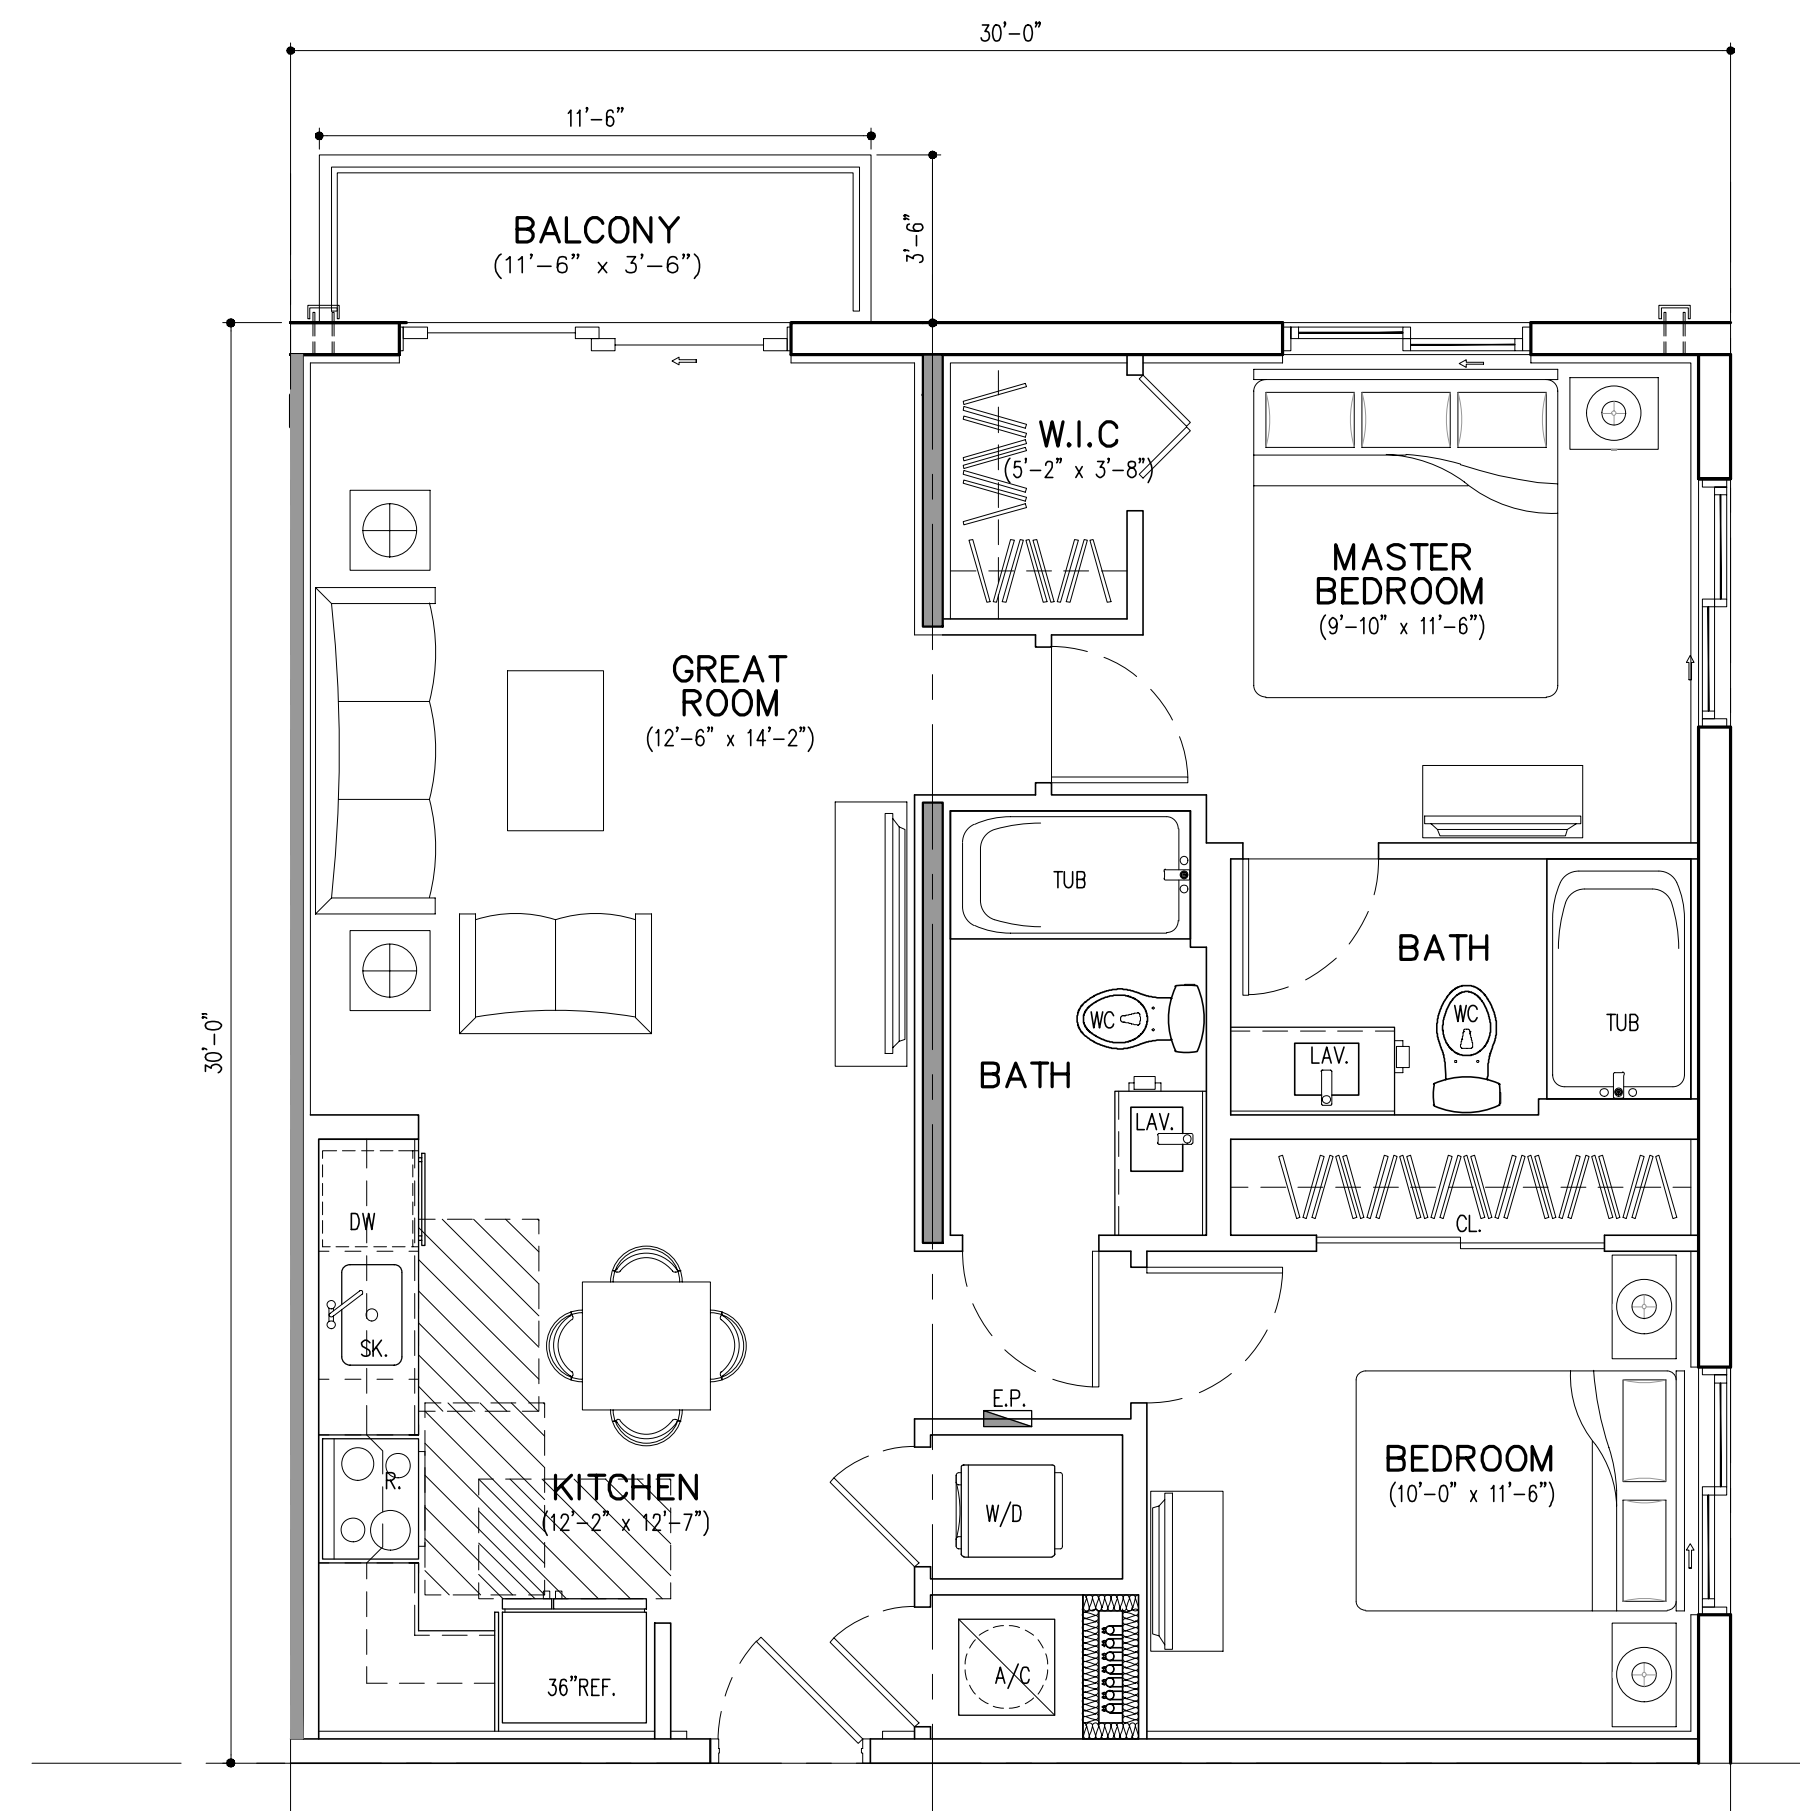 30'-0"
11'-6"
BALCONY
(11'-6" x 3'-6")
3'-6"
W.I.C
(5'-2" x 3'-8")
MASTER
BEDROOM
(9'-10" x 11'-6")
GREAT
ROOM
(12'-6" x 14'-2")
TUB
BATH
WC
LAV.
TUB
30'-0"
WC
BATH
LAV.
DW
CL.
SK.
E.P.
R.
KITCHEN
(12'-2" x 12'-7")
W/D
BEDROOM
(10'-0" x 11'-6")
36"REF.
A/C